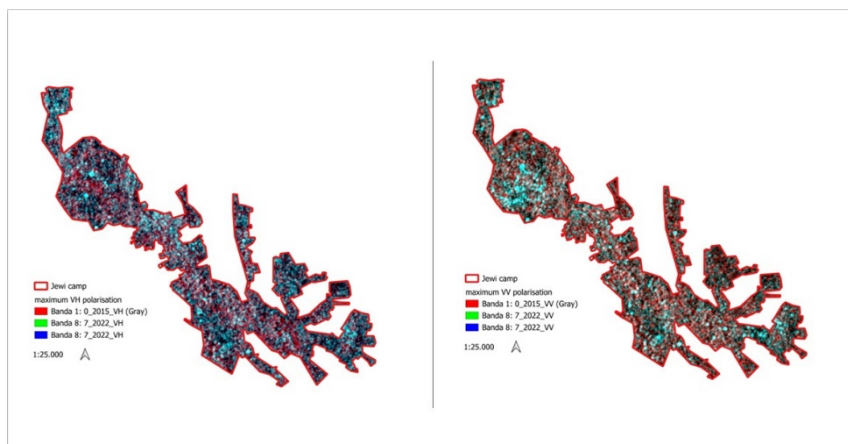 Jewi camp
maximum VH polarisation
Banda 1: 0_2015_VH (Gray)
Banda 8: 7_2022_VH
Banda 8: 7_2022_VH
1:25.000
Jewi camp
maximum VV polarisation
Banda 1: 0_2015_VV (Gray)
Banda 8: 7_2022_VV
Banda 8: 7_2022_VV
1:25.000